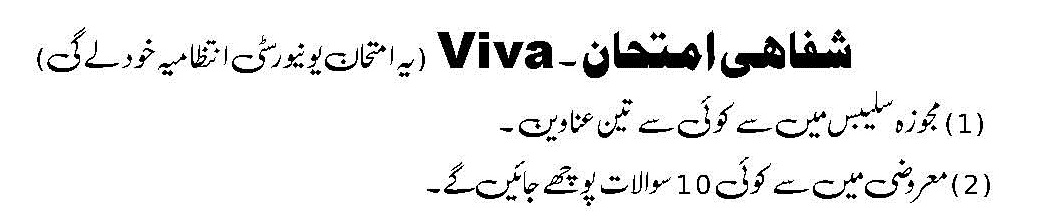 شفاهی امتحان۔ Viva (یہ امتحان یونیورسٹی انتظامیہ خود لے گی)
(1) مجوزہ سلیبس میں سے کوئی سے تین عناوین۔
(2) معروضی میں سے کوئی 10 سوالات پوچھے جائیں گے۔